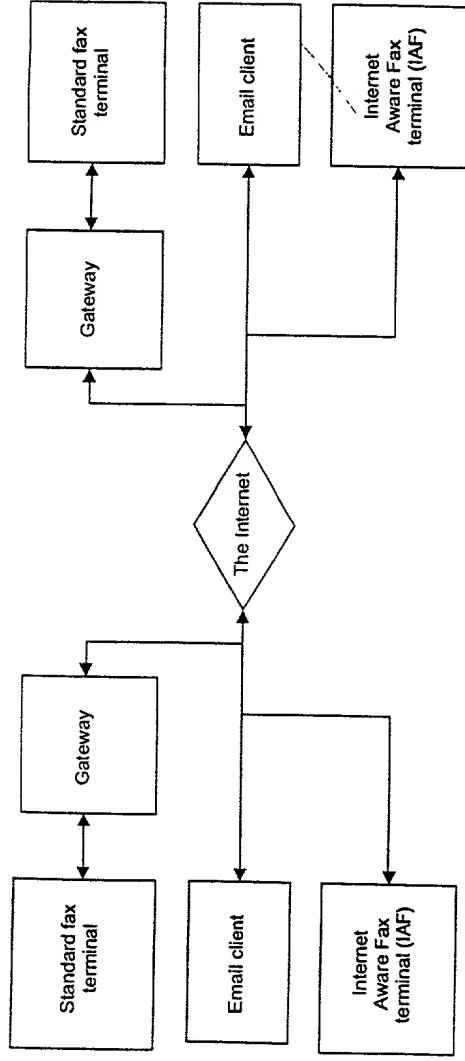 Standard fax
terminal
Gateway
Email client
Internet
Aware Fax
terminal (IAF)
The Internet
Gateway
Standard fax
terminal
Email client
Internet
Aware Fax
terminal (IAF)